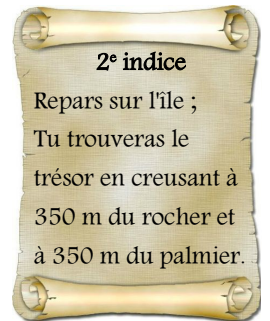 2e indice
Repars sur l'île ;
Tu trouveras le
trésor en creusant à
350 m du rocher et
à 350 m du palmier.